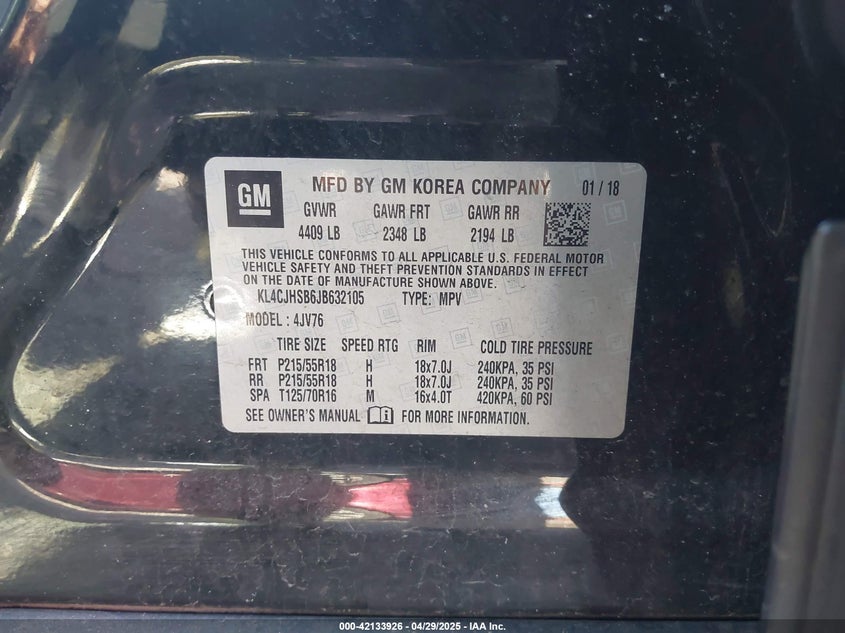 GM
MFD BY GM KOREA COMPANY 01 / 18
GVWR GAWR FRT GAWR RR
4409 LB 2348 LB 2194 LB
THIS VEHICLE CONFORMS TO ALL APPLICABLE U.S. FEDERAL MOTOR
VEHICLE SAFETY AND THEFT PREVENTION STANDARDS IN EFFECT
ON THE DATE OF MANUFACTURE SHOWN ABOVE.
KL4CJHSB6JB632105 TYPE: MPV
MODEL : 4JV76
TIRE SIZE SPEED RTG RIM COLD TIRE PRESSURE
FRT P215/55R18 H 18x7.0J 240KPA, 35 PSI
RR P215/55R18 H 18x7.0J 240KPA, 35 PSI
SPA T125/70R16 M 16x4.0T 420KPA, 60 PSI
SEE OWNER'S MANUAL FOR MORE INFORMATION.
000-42133926 - 04/29/2025 - IAA Inc.